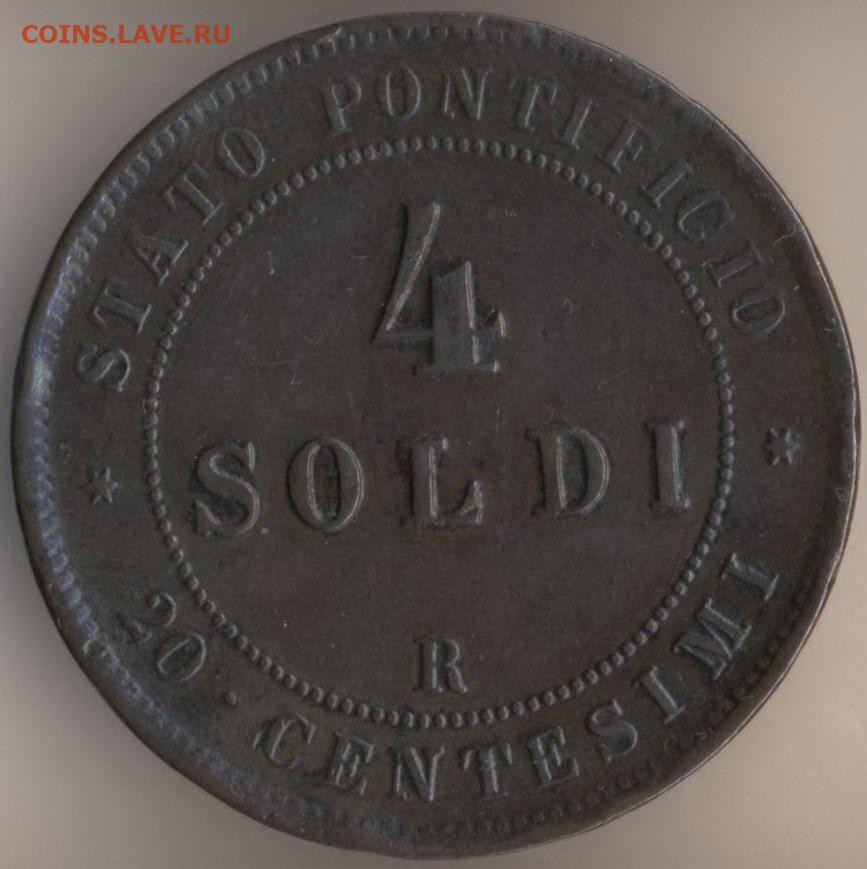 COINS.LAVE.RU
STATO PONTIFICIO
4
SOLDI
R
20 · CENTESIMI